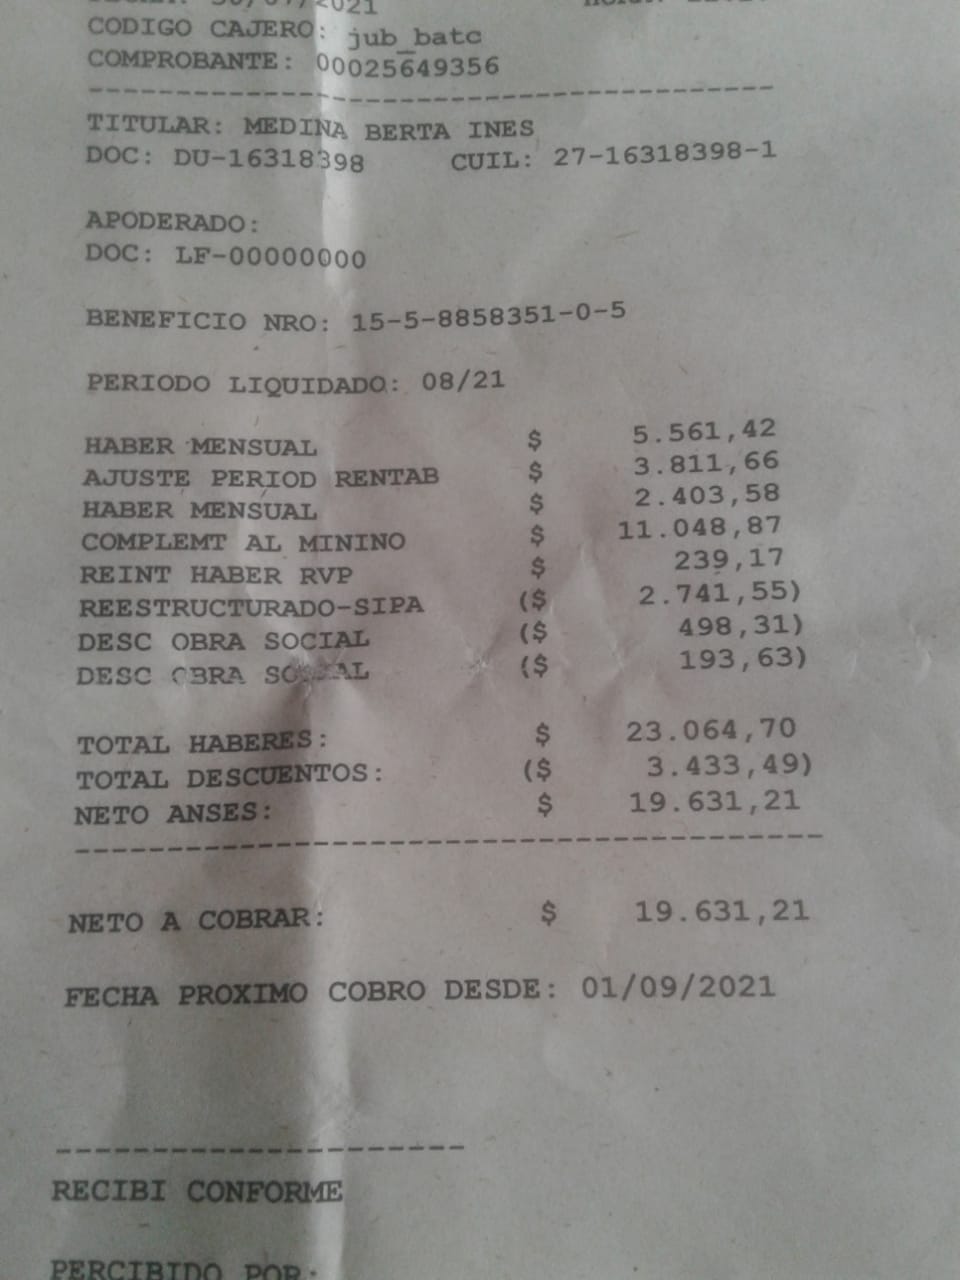 2021
CODIGO CAJERO: jub_batc
COMPROBANTE: 00025649356
TITULAR: MEDINA BERTA INES
DOC: DU-16318398 CUIL: 27-16318398-1
APODERADO:
DOC: LF-00000000
BENEFICIO NRO: 15-5-8858351-0-5
PERIODO LIQUIDADO: 08/21
HABER MENSUAL $ 5.561,42
AJUSTE PERIOD RENTAB $ 3.811,66
HABER MENSUAL $ 2.403,58
COMPLEMT AL MININO $ 11.048,87
REINT HABER RVP $ 239,17
REESTRUCTURADO-SIPA ($ 2.741,55)
DESC OBRA SOCIAL ($ 498,31)
DESC OBRA SOCIAL ($ 193,63)
TOTAL HABERES: $ 23.064,70
TOTAL DESCUENTOS: ($ 3.433,49)
NETO ANSES: $ 19.631,21
NETO A COBRAR: $ 19.631,21
FECHA PROXIMO COBRO DESDE: 01/09/2021
RECIBI CONFORME
PERCIBIDO POR: